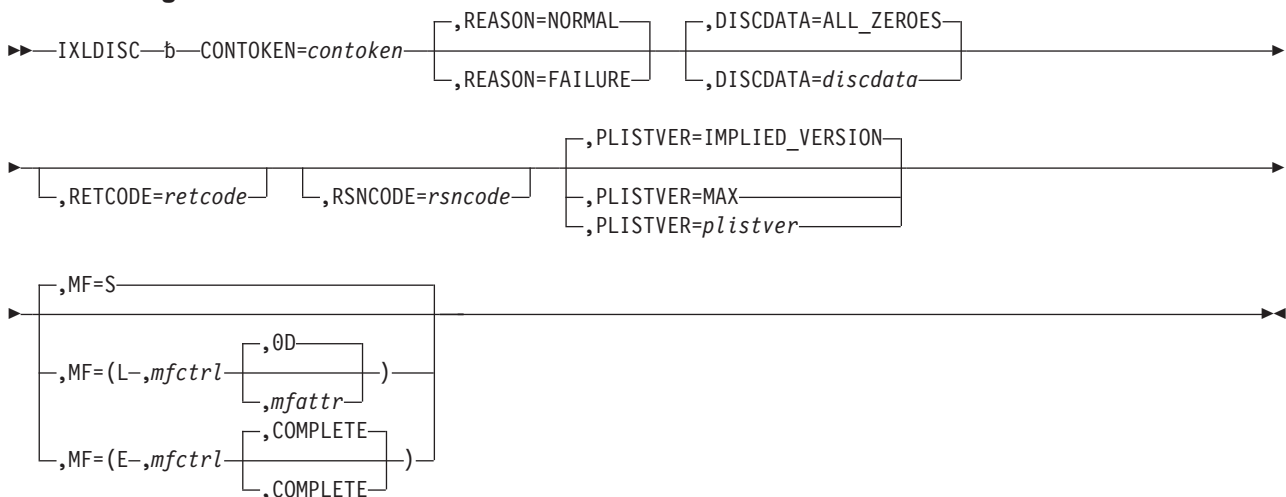 ,REASON=NORMAL ,DISCDATA=ALL_ZEROES
IXLDISC ƀ CONTOKEN=contoken
,REASON=FAILURE ,DISCDATA=discdata
,PLISTVER=IMPLIED_VERSION
,RETCODE=retcode ,RSNCODE=rsncode ,PLISTVER=MAX
,PLISTVER=plistver
,MF=S
,0D
,MF=(L ,mfctrl )
,mfattr
,COMPLETE
,MF=(E ,mfctrl )
,COMPLETE